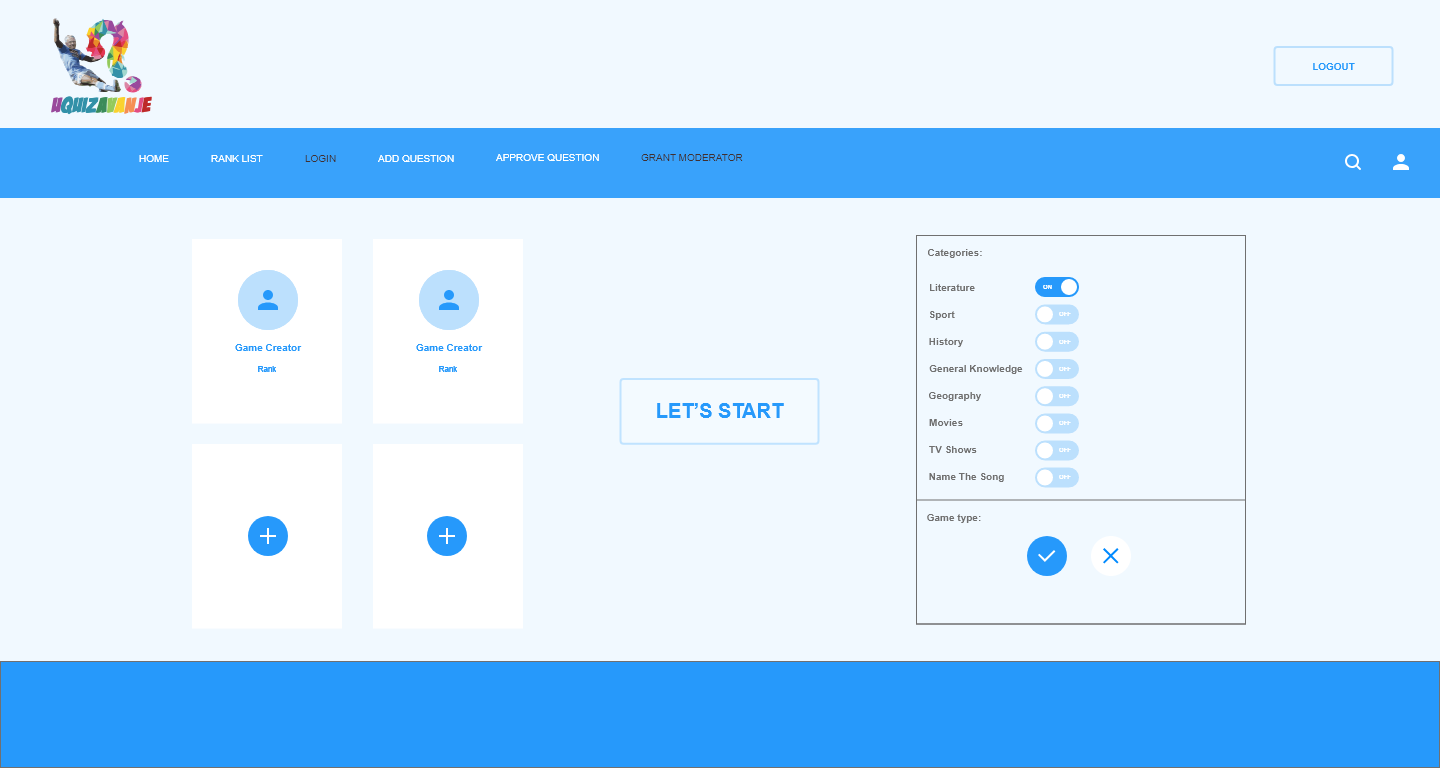 UQUIZAVANJE
LOGOUT
HOME RANK LIST LOGIN ADD QUESTION APPROVE QUESTION GRANT MODERATOR
Game Creator
Rank
Game Creator
Rank
LET’S START
Categories:
Literature ON
Sport OFF
History OFF
General Knowledge OFF
Geography OFF
Movies OFF
TV Shows OFF
Name The Song OFF
Game type: